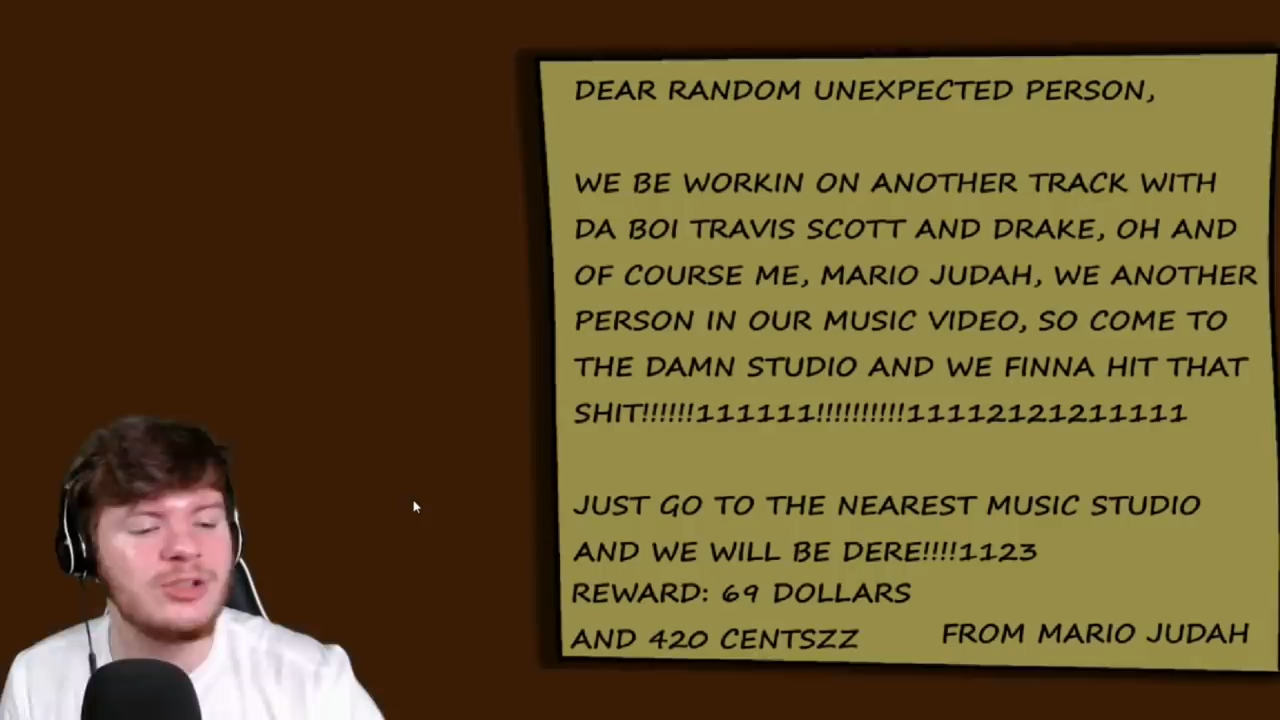 DEAR RANDOM UNEXPECTED PERSON,
WE BE WORKIN ON ANOTHER TRACK WITH
DA BOI TRAVIS SCOTT AND DRAKE, OH AND
OF COURSE ME, MARIO JUDAH, WE ANOTHER
PERSON IN OUR MUSIC VIDEO, SO COME TO
THE DAMN STUDIO AND WE FINNA HIT THAT
SHIT!!!!!!111111!!!!!!!!!!11112121211111
JUST GO TO THE NEAREST MUSIC STUDIO
AND WE WILL BE DERE!!!!1123
REWARD: 69 DOLLARS
AND 420 CENTSZZ
FROM MARIO JUDAH